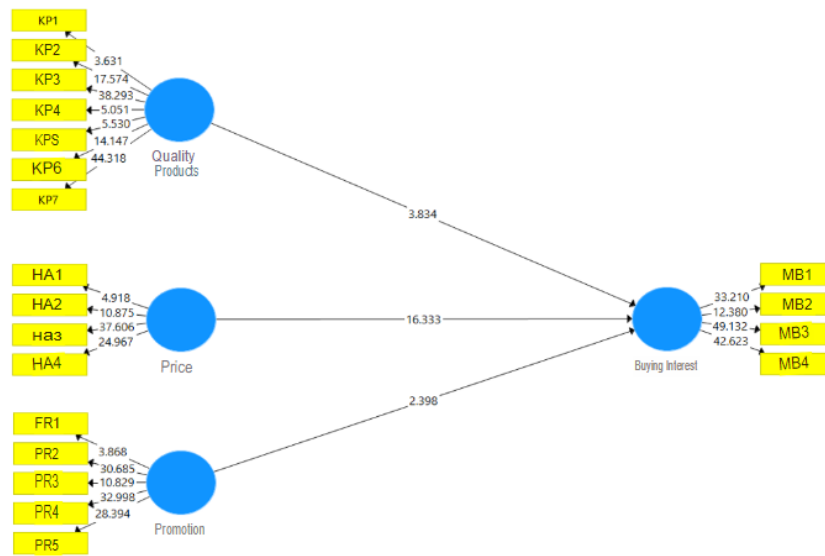 KP1
KP2
KP3
KP4
KPS
KP6
KP7
3.631
17.574
38.293
5.051
5.530
14.147
44.318
Quality
Products
3.834
HA1
HA2
наз
HA4
4.918
10.875
37.606
24.967
Price
16.333
FR1
PR2
PR3
PR4
PR5
3.868
30.685
10.829
32.998
28.394
Promotion
2.398
Buying Interest
33.210
12.380
49.132
42.623
MB1
MB2
MB3
MB4